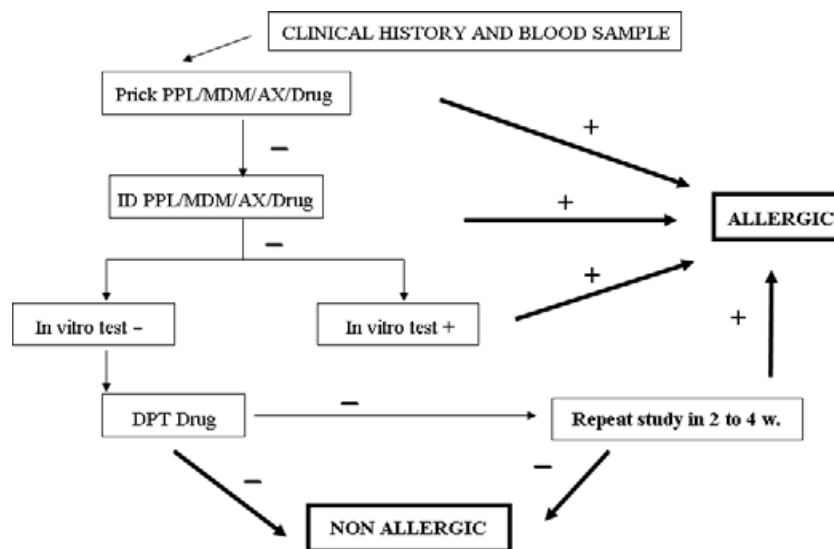 CLINICAL HISTORY AND BLOOD SAMPLE
Prick PPL/MDM/AX/Drug
+
–
ID PPL/MDM/AX/Drug
+
ALLERGIC
–
+
In vitro test –
In vitro test +
+
DPT Drug
–
Repeat study in 2 to 4 w.
–
–
NON ALLERGIC